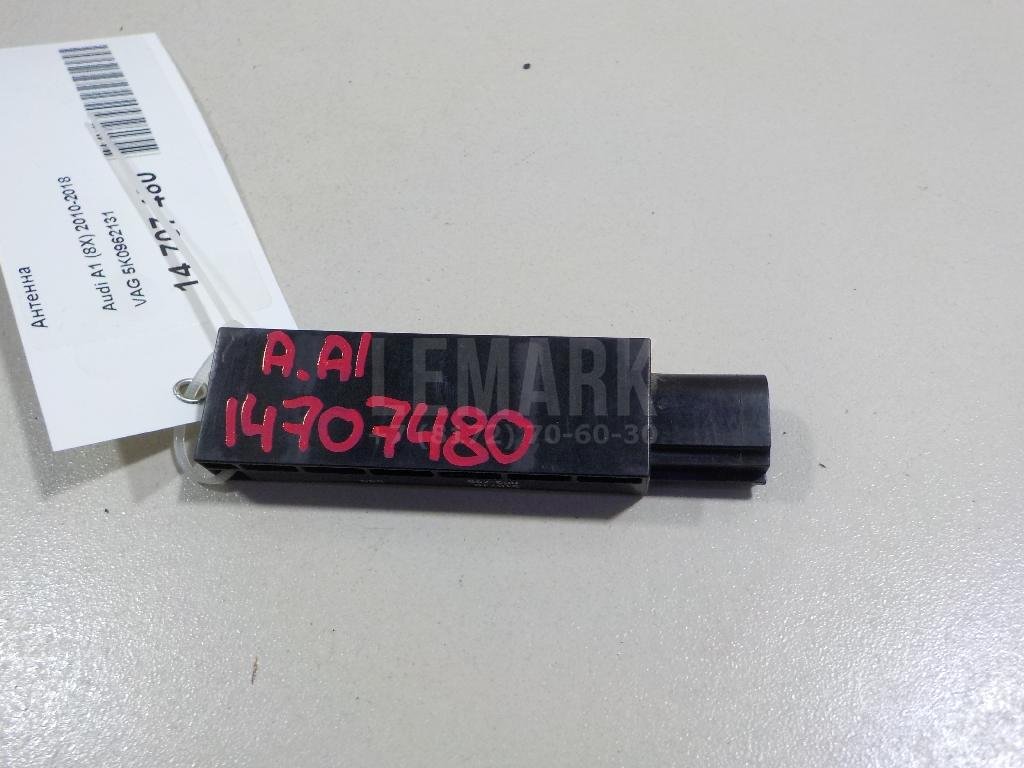 Антенна
Audi A1 (8X) 2010-2018
VAG 5K0962131
A.A1
14707480
LEMARK